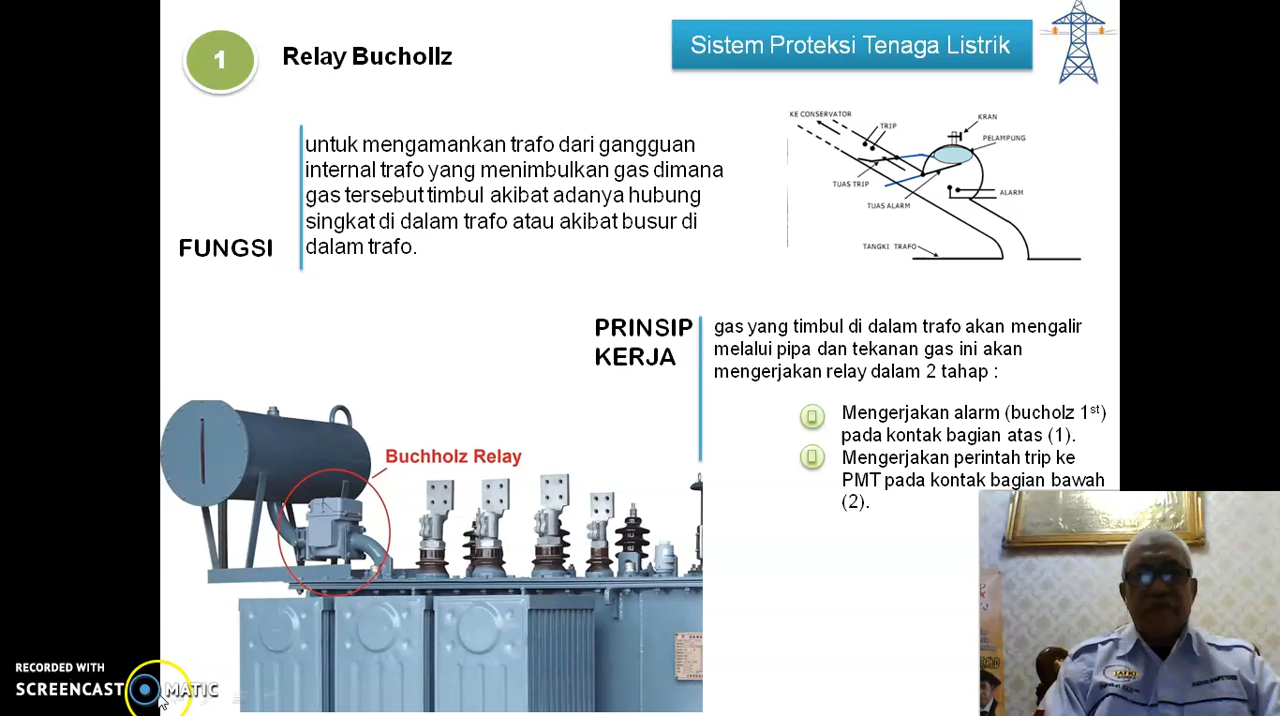 1
Relay Buchollz
Sistem Proteksi Tenaga Listrik
FUNGSI
untuk mengamankan trafo dari gangguan
internal trafo yang menimbulkan gas dimana
gas tersebut timbul akibat adanya hubung
singkat di dalam trafo atau akibat busur di
dalam trafo.
KE CONSERVATOR
TRIP
KRAN
PELAMPUNG
TUAS TRIP
ALARM
TUAS ALARM
TANGKI TRAFO
PRINSIP
KERJA
gas yang timbul di dalam trafo akan mengalir
melalui pipa dan tekanan gas ini akan
mengerjakan relay dalam 2 tahap :
Mengerjakan alarm (bucholz 1st)
pada kontak bagian atas (1).
Mengerjakan perintah trip ke
PMT pada kontak bagian bawah
(2).
Buchholz Relay
RECORDED WITH
SCREENCAST MATIC